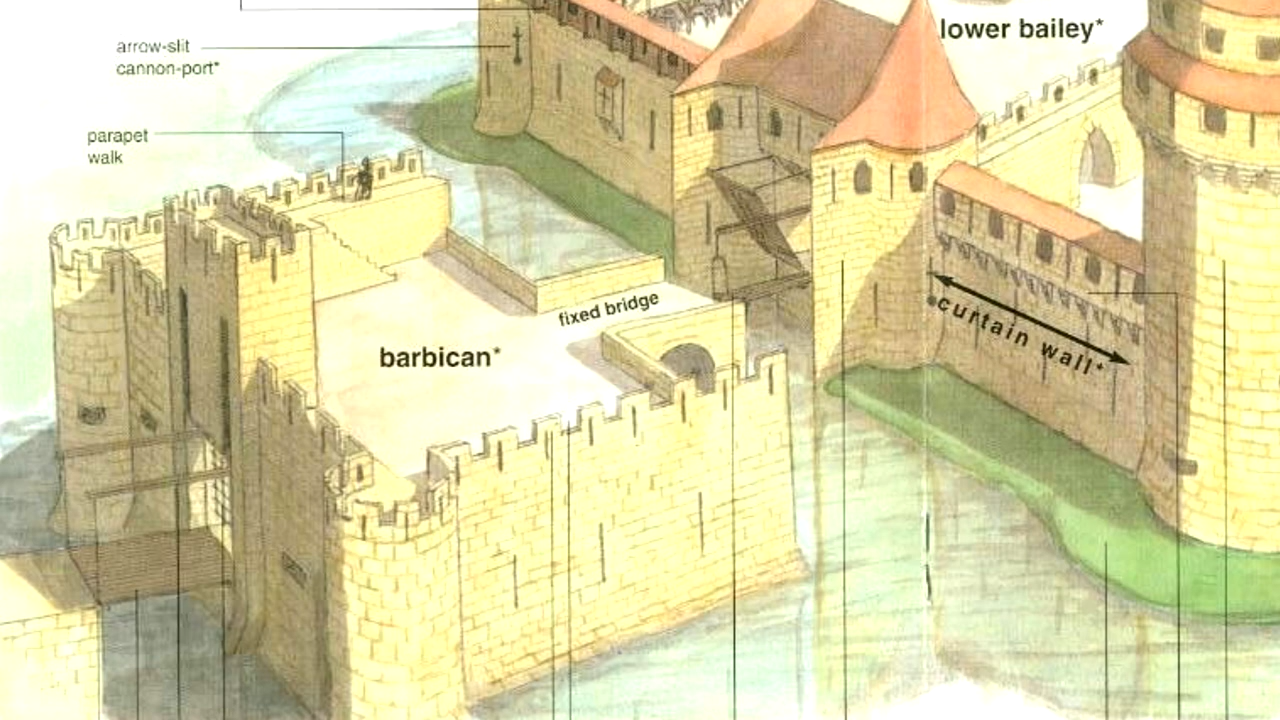 lower bailey*
arrow-slit
cannon-port*
parapet
walk
fixed bridge
curtain wall*
barbican*